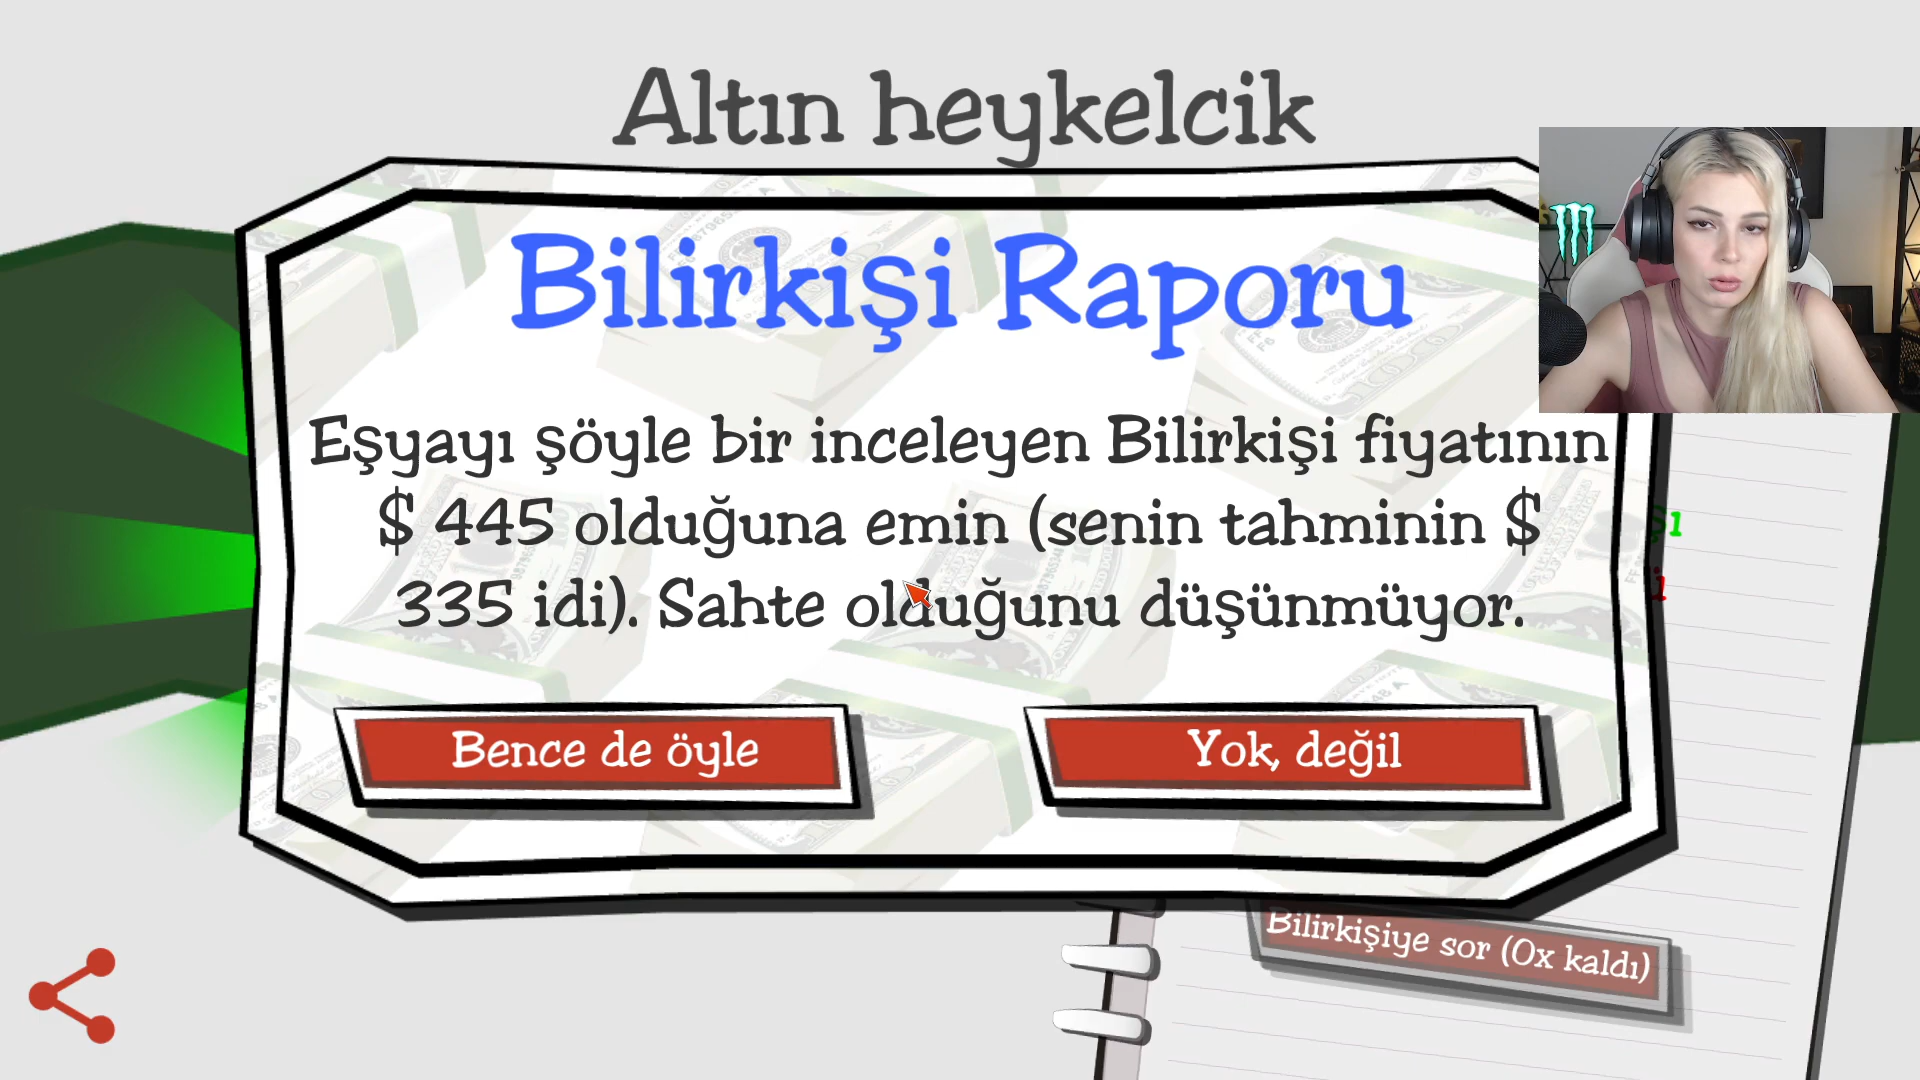 Altın heykelcik
Bilirkişi Raporu
Eşyayı şöyle bir inceleyen Bilirkişi fiyatının
$ 445 olduğuna emin (senin tahminin $
335 idi). Sahte olduğunu düşünmüyor.
Bence de öyle
Yok, değil
Bilirkişiye sor (0x kaldı)